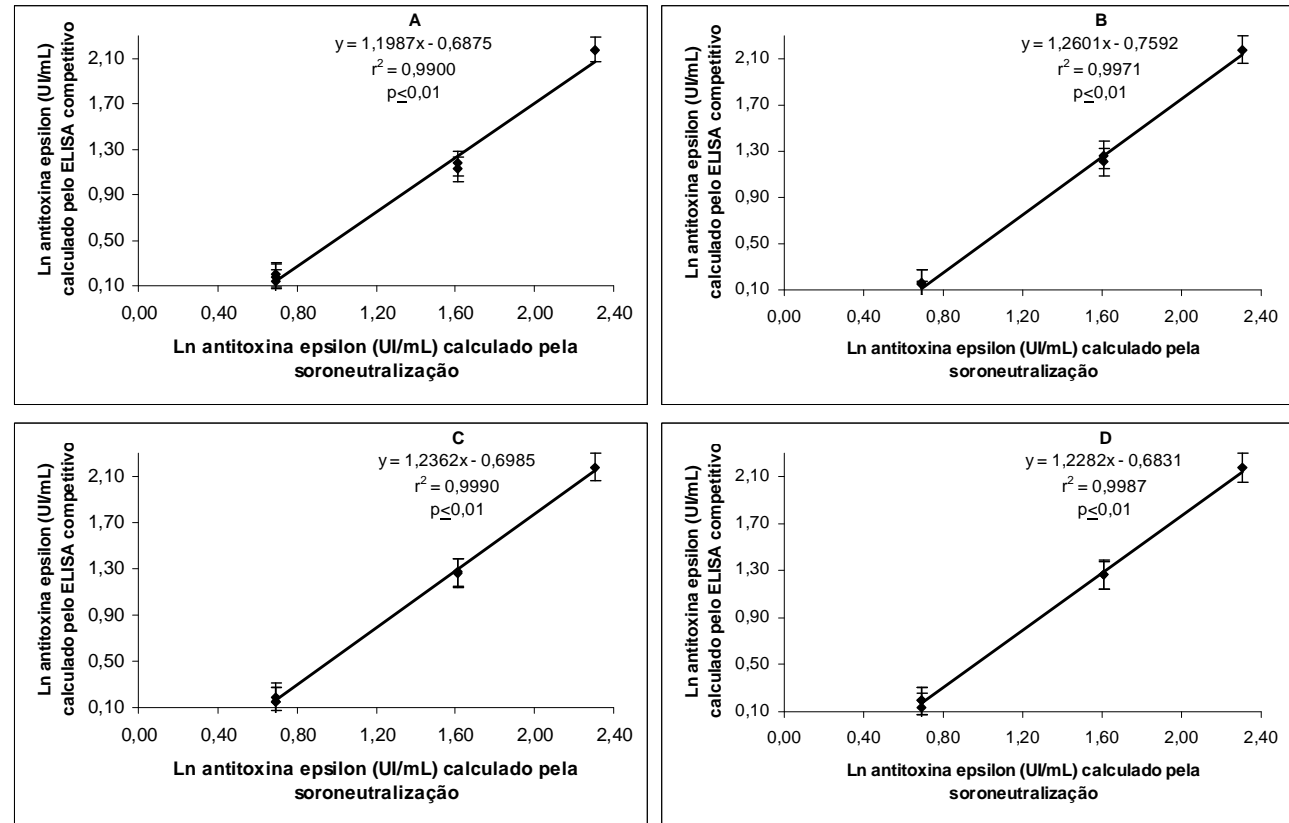 A
y = 1,1987x - 0,6875
r² = 0,9900
p≤0,01
Ln antitoxina epsilon (UI/mL)
calculado pelo ELISA competitivo
2,10
1,70
1,30
0,90
0,50
0,10
0,00 0,40 0,80 1,20 1,60 2,00 2,40
Ln antitoxina epsilon (UI/mL) calculado pela
soroneutralização
B
y = 1,2601x - 0,7592
r² = 0,9971
p≤0,01
Ln antitoxina epsilon (UI/mL)
calculado pelo ELISA competitivo
2,10
1,70
1,30
0,90
0,50
0,10
0,00 0,40 0,80 1,20 1,60 2,00 2,40
Ln antitoxina epsilon (UI/mL) calculado pela
soroneutralização
C
y = 1,2362x - 0,6985
r² = 0,9990
p≤0,01
Ln antitoxina epsilon (UI/mL)
calculado pelo ELISA competitivo
2,10
1,70
1,30
0,90
0,50
0,10
0,00 0,40 0,80 1,20 1,60 2,00 2,40
Ln antitoxina epsilon (UI/mL) calculado pela
soroneutralização
D
y = 1,2282x - 0,6831
r² = 0,9987
p≤0,01
Ln antitoxina epsilon (UI/mL)
calculado pelo ELISA competitivo
2,10
1,70
1,30
0,90
0,50
0,10
0,00 0,40 0,80 1,20 1,60 2,00 2,40
Ln antitoxina epsilon (UI/mL) calculado pela
soroneutralização